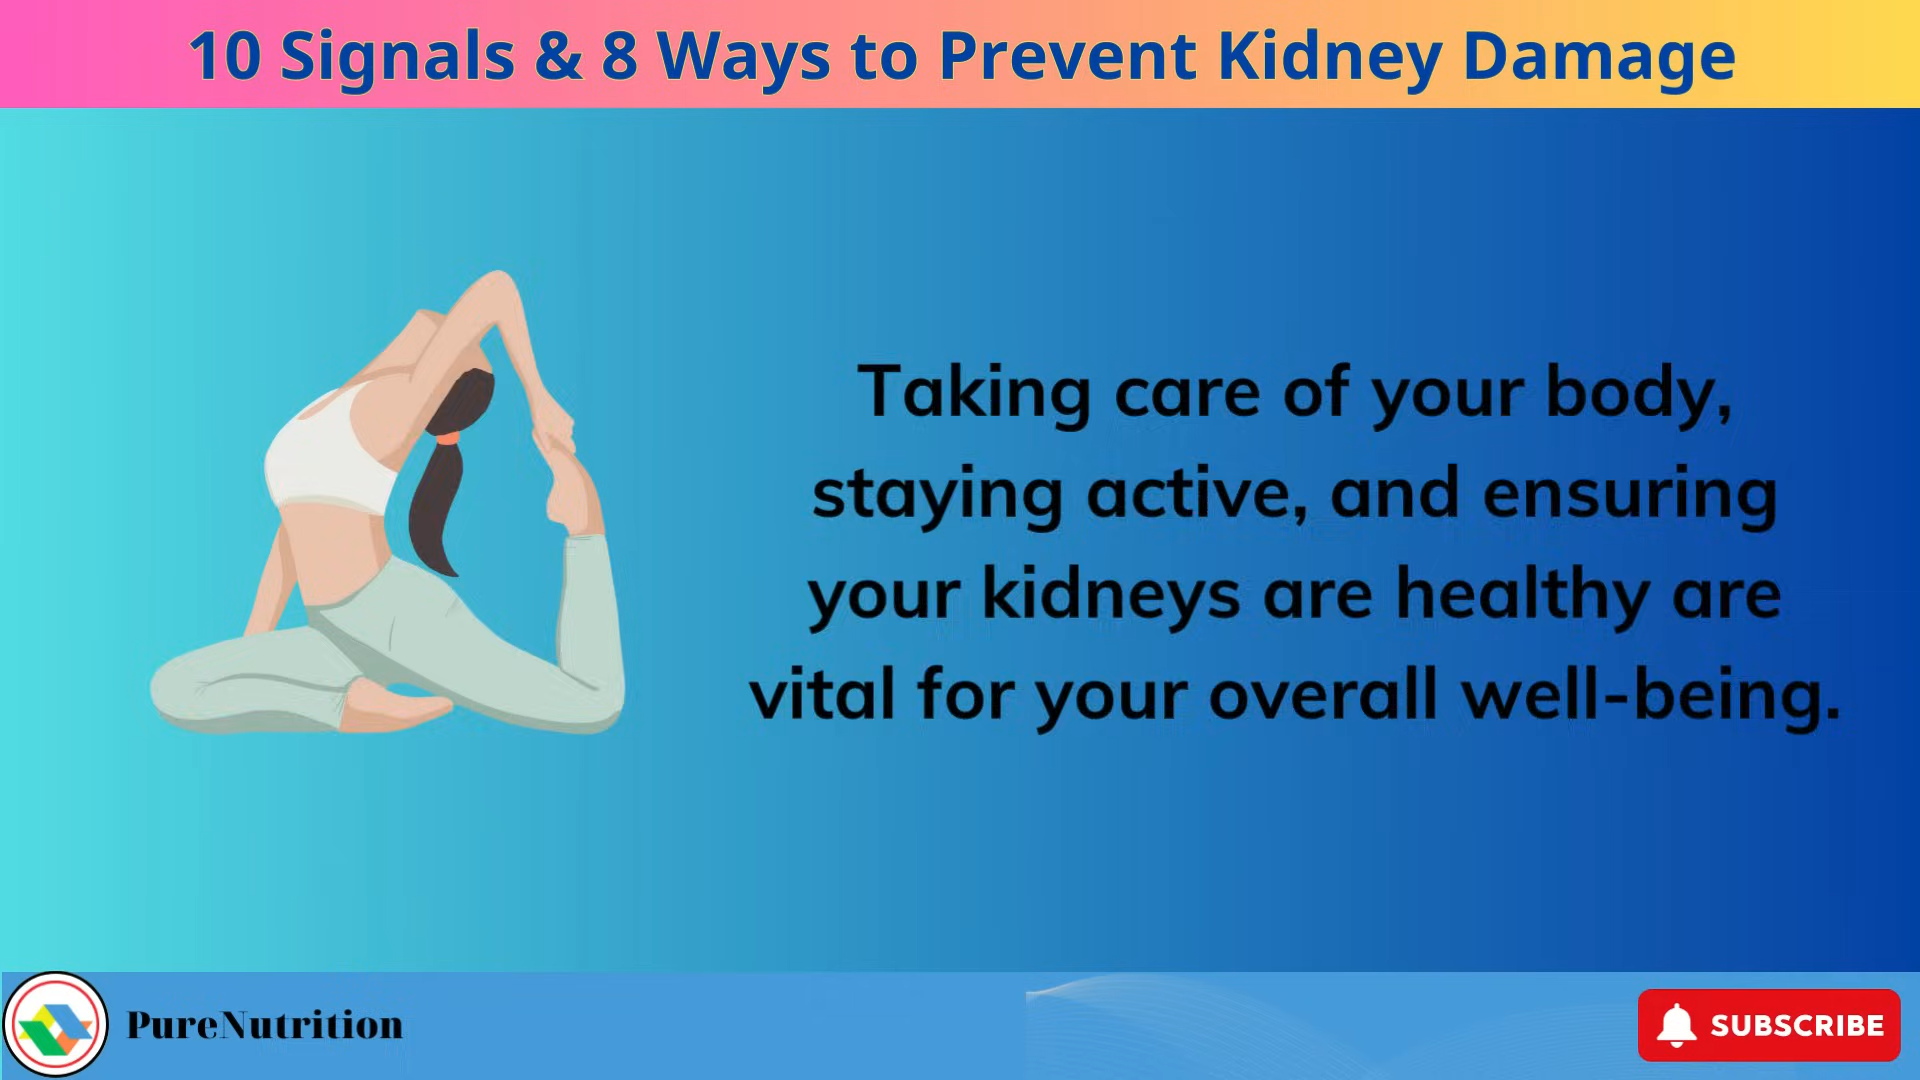 10 Signals & 8 Ways to Prevent Kidney Damage
Taking care of your body,
staying active, and ensuring
your kidneys are healthy are
vital for your overall well-being.
PureNutrition
SUBSCRIBE